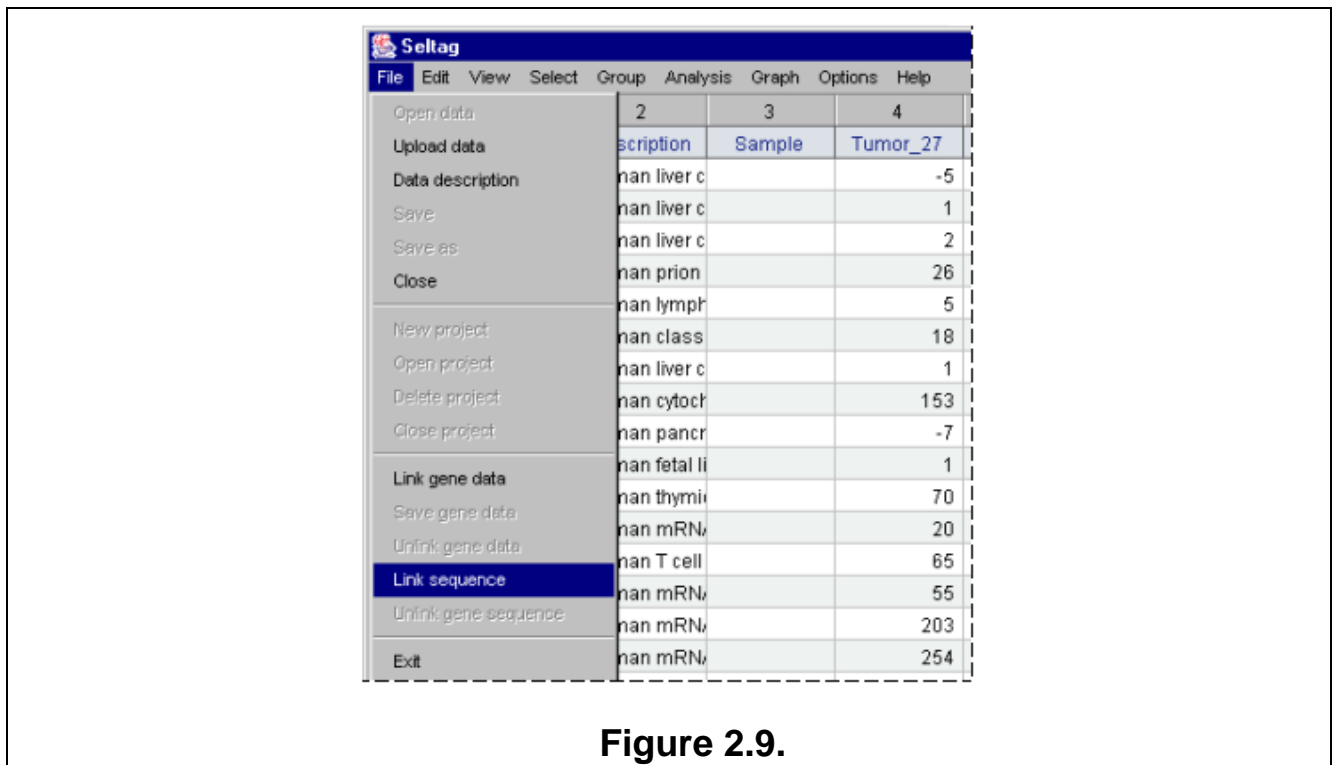 Seltag
File Edit View Select Group Analysis Graph Options Help
Open data
Upload data
Data description
Save
Save as
Close
New project
Open project
Delete project
Close project
Link gene data
Save gene data
Unlink gene data
Link sequence
Unlink gene sequence
Exit
2 3 4
scription Sample Tumor_27
nan liver c -5
nan liver c 1
nan liver c 2
nan prion 26
nan lymph 5
nan class 18
nan liver c 1
nan cytoch 153
nan pancr -7
nan fetal li 1
nan thymi 70
nan mRN 20
nan T cell 65
nan mRN 55
nan mRN 203
nan mRN 254
Figure 2.9.